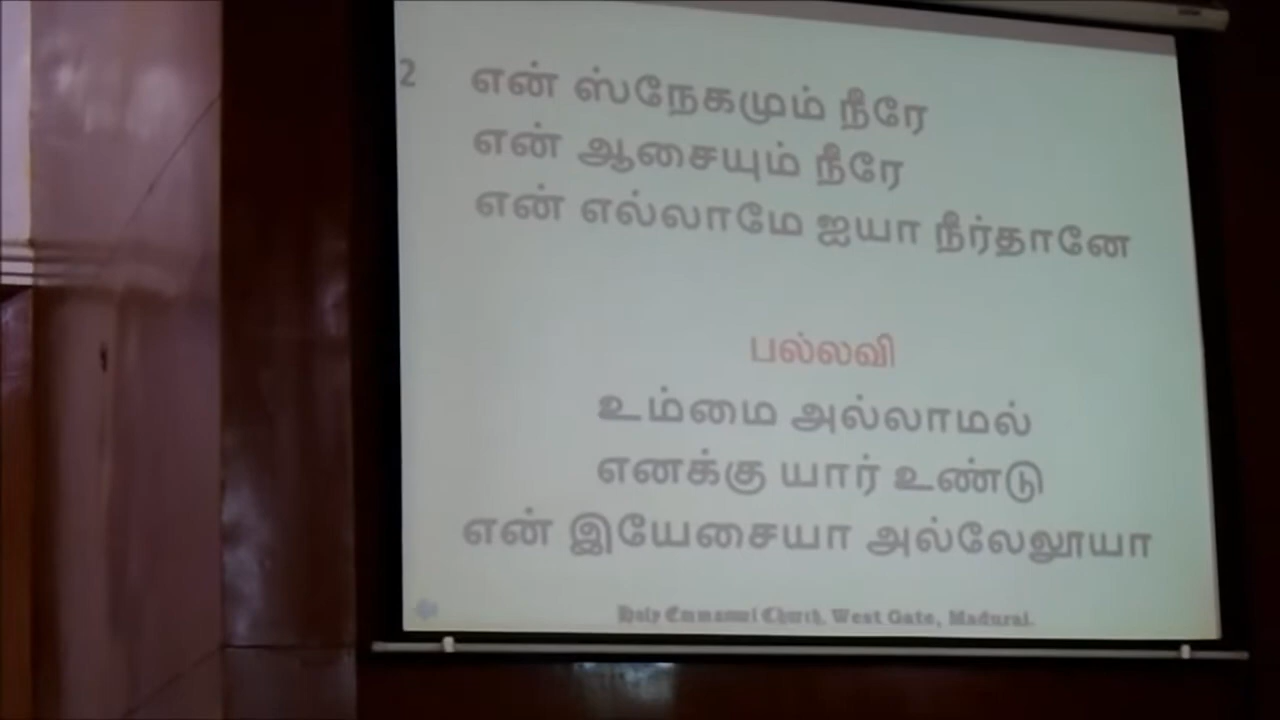 2 என் ஸ்நேகமும் நீரே
என் ஆசையும் நீரே
என் எல்லாமே ஐயா நீர்தானே
பல்லவி
உம்மை அல்லாமல்
எனக்கு யார் உண்டு
என் இயேசையா அல்லேலூயா
Holy Emmanuel Church, West Gate, Madurai.